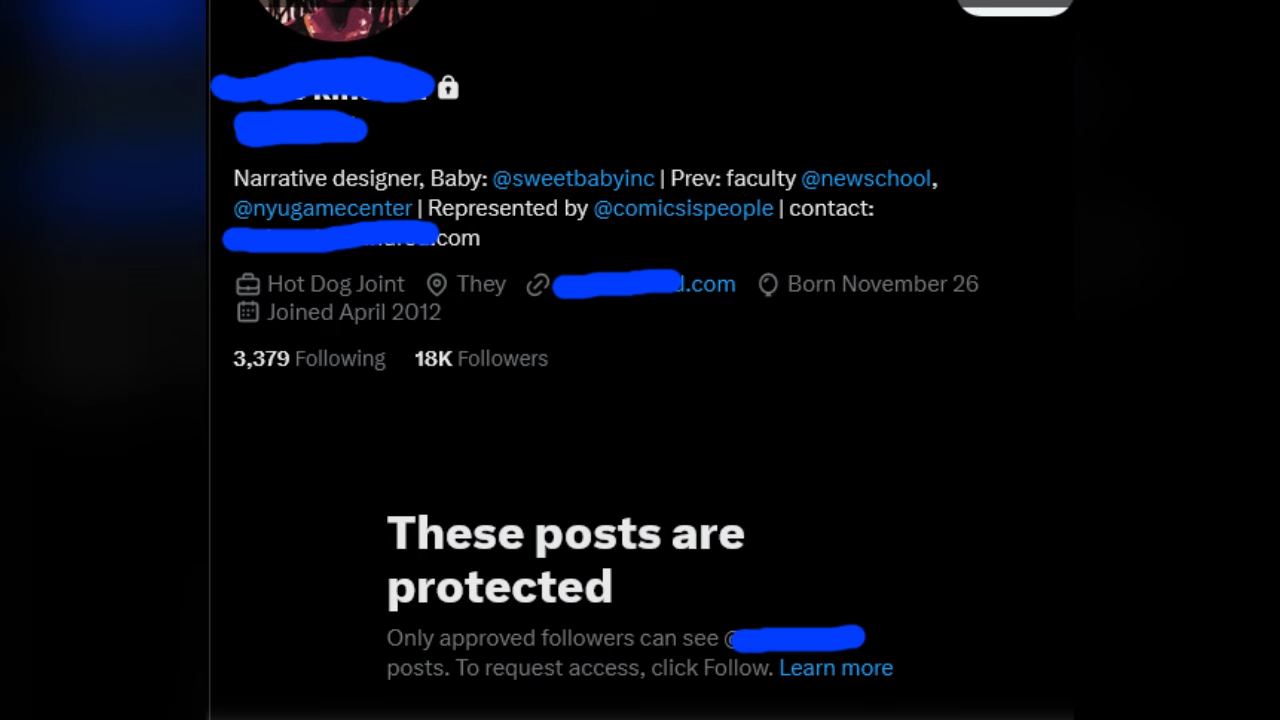 Narrative designer, Baby: @sweetbabyinc | Prev: faculty @newschool,
@nyugamecenter | Represented by @comicsispeople | contact:
.com
Hot Dog Joint They .com Born November 26
Joined April 2012
3,379 Following 18K Followers
These posts are
protected
Only approved followers can see @
posts. To request access, click Follow. Learn more